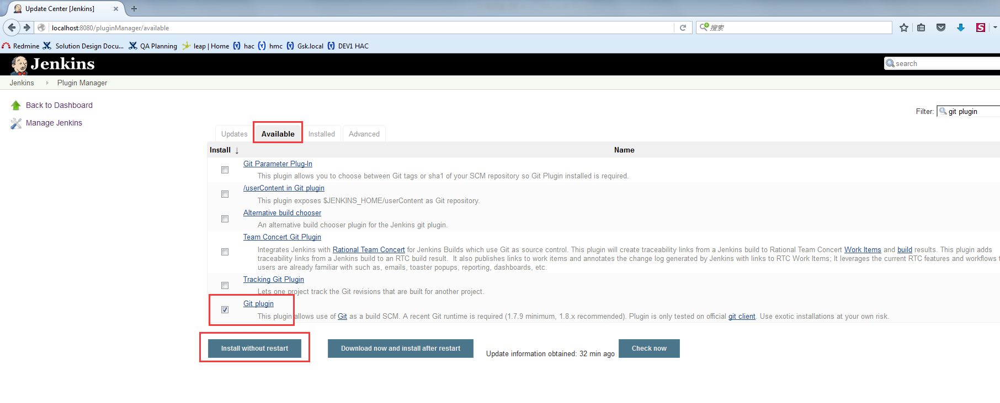 Update Center [Jenkins]
localhost:8080/pluginManager/available
搜索
Redmine Solution Design Docu... QA Planning leap | Home hac hmc Gsk.local DEV1 HAC
Jenkins
search
Jenkins Plugin Manager
Back to Dashboard
Manage Jenkins
Filter: git plugin
Updates Available Installed Advanced
Install ↓ Name
Git Parameter Plug-In
This plugin allows you to choose between Git tags or sha1 of your SCM repository so Git Plugin installed is required.
/userContent in Git plugin
This plugin exposes $JENKINS_HOME/userContent as Git repository.
Alternative build chooser
An alternative build chooser plugin for the Jenkins git plugin.
Team Concert Git Plugin
Integrates Jenkins with Rational Team Concert for Jenkins Builds which use Git as source control. This plugin will create traceability links from a Jenkins build to Rational Team Concert Work Items and build results. This plugin adds
traceability links from a Jenkins build to an RTC build result. It also publishes links to work items and annotates the change log generated by Jenkins with links to RTC Work Items; It leverages the current RTC features and workflows
users are already familiar with such as, emails, toaster popups, reporting, dashboards, etc.
Tracking Git Plugin
Lets one project track the Git revisions that are built for another project.
Git plugin
This plugin allows use of Git as a build SCM. A recent Git runtime is required (1.7.9 minimum, 1.8.x recommended). Plugin is only tested on official git client. Use exotic installations at your own risk.
Install without restart Download now and install after restart Update information obtained: 32 min ago Check now